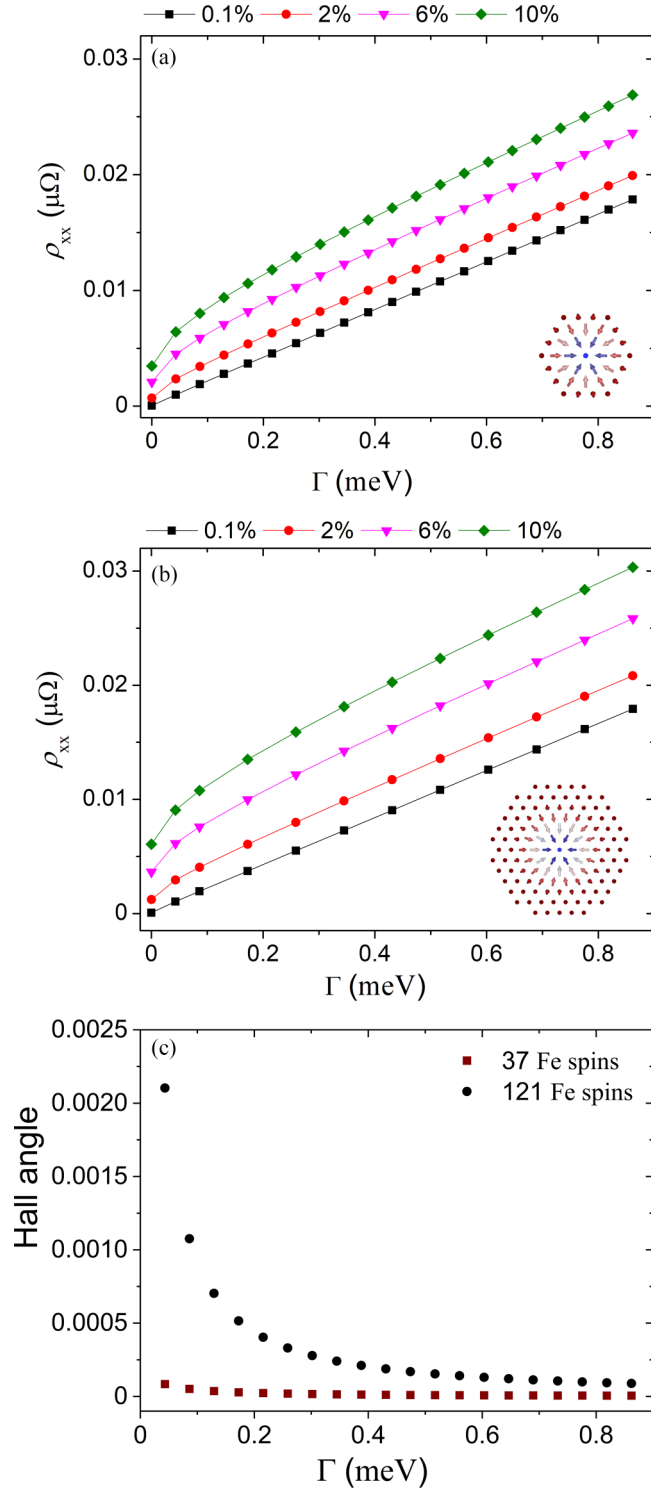 0.1% 2% 6% 10%
(a)
0.03
0.02
0.01
0
ρxx (μΩ)
0 0.2 0.4 0.6 0.8
Γ (meV)
0.1% 2% 6% 10%
(b)
0.03
0.02
0.01
0
ρxx (μΩ)
0 0.2 0.4 0.6 0.8
Γ (meV)
0.0025
(c)
37 Fe spins
121 Fe spins
0.0020
0.0015
0.0010
0.0005
0
Hall angle
0 0.2 0.4 0.6 0.8
Γ (meV)